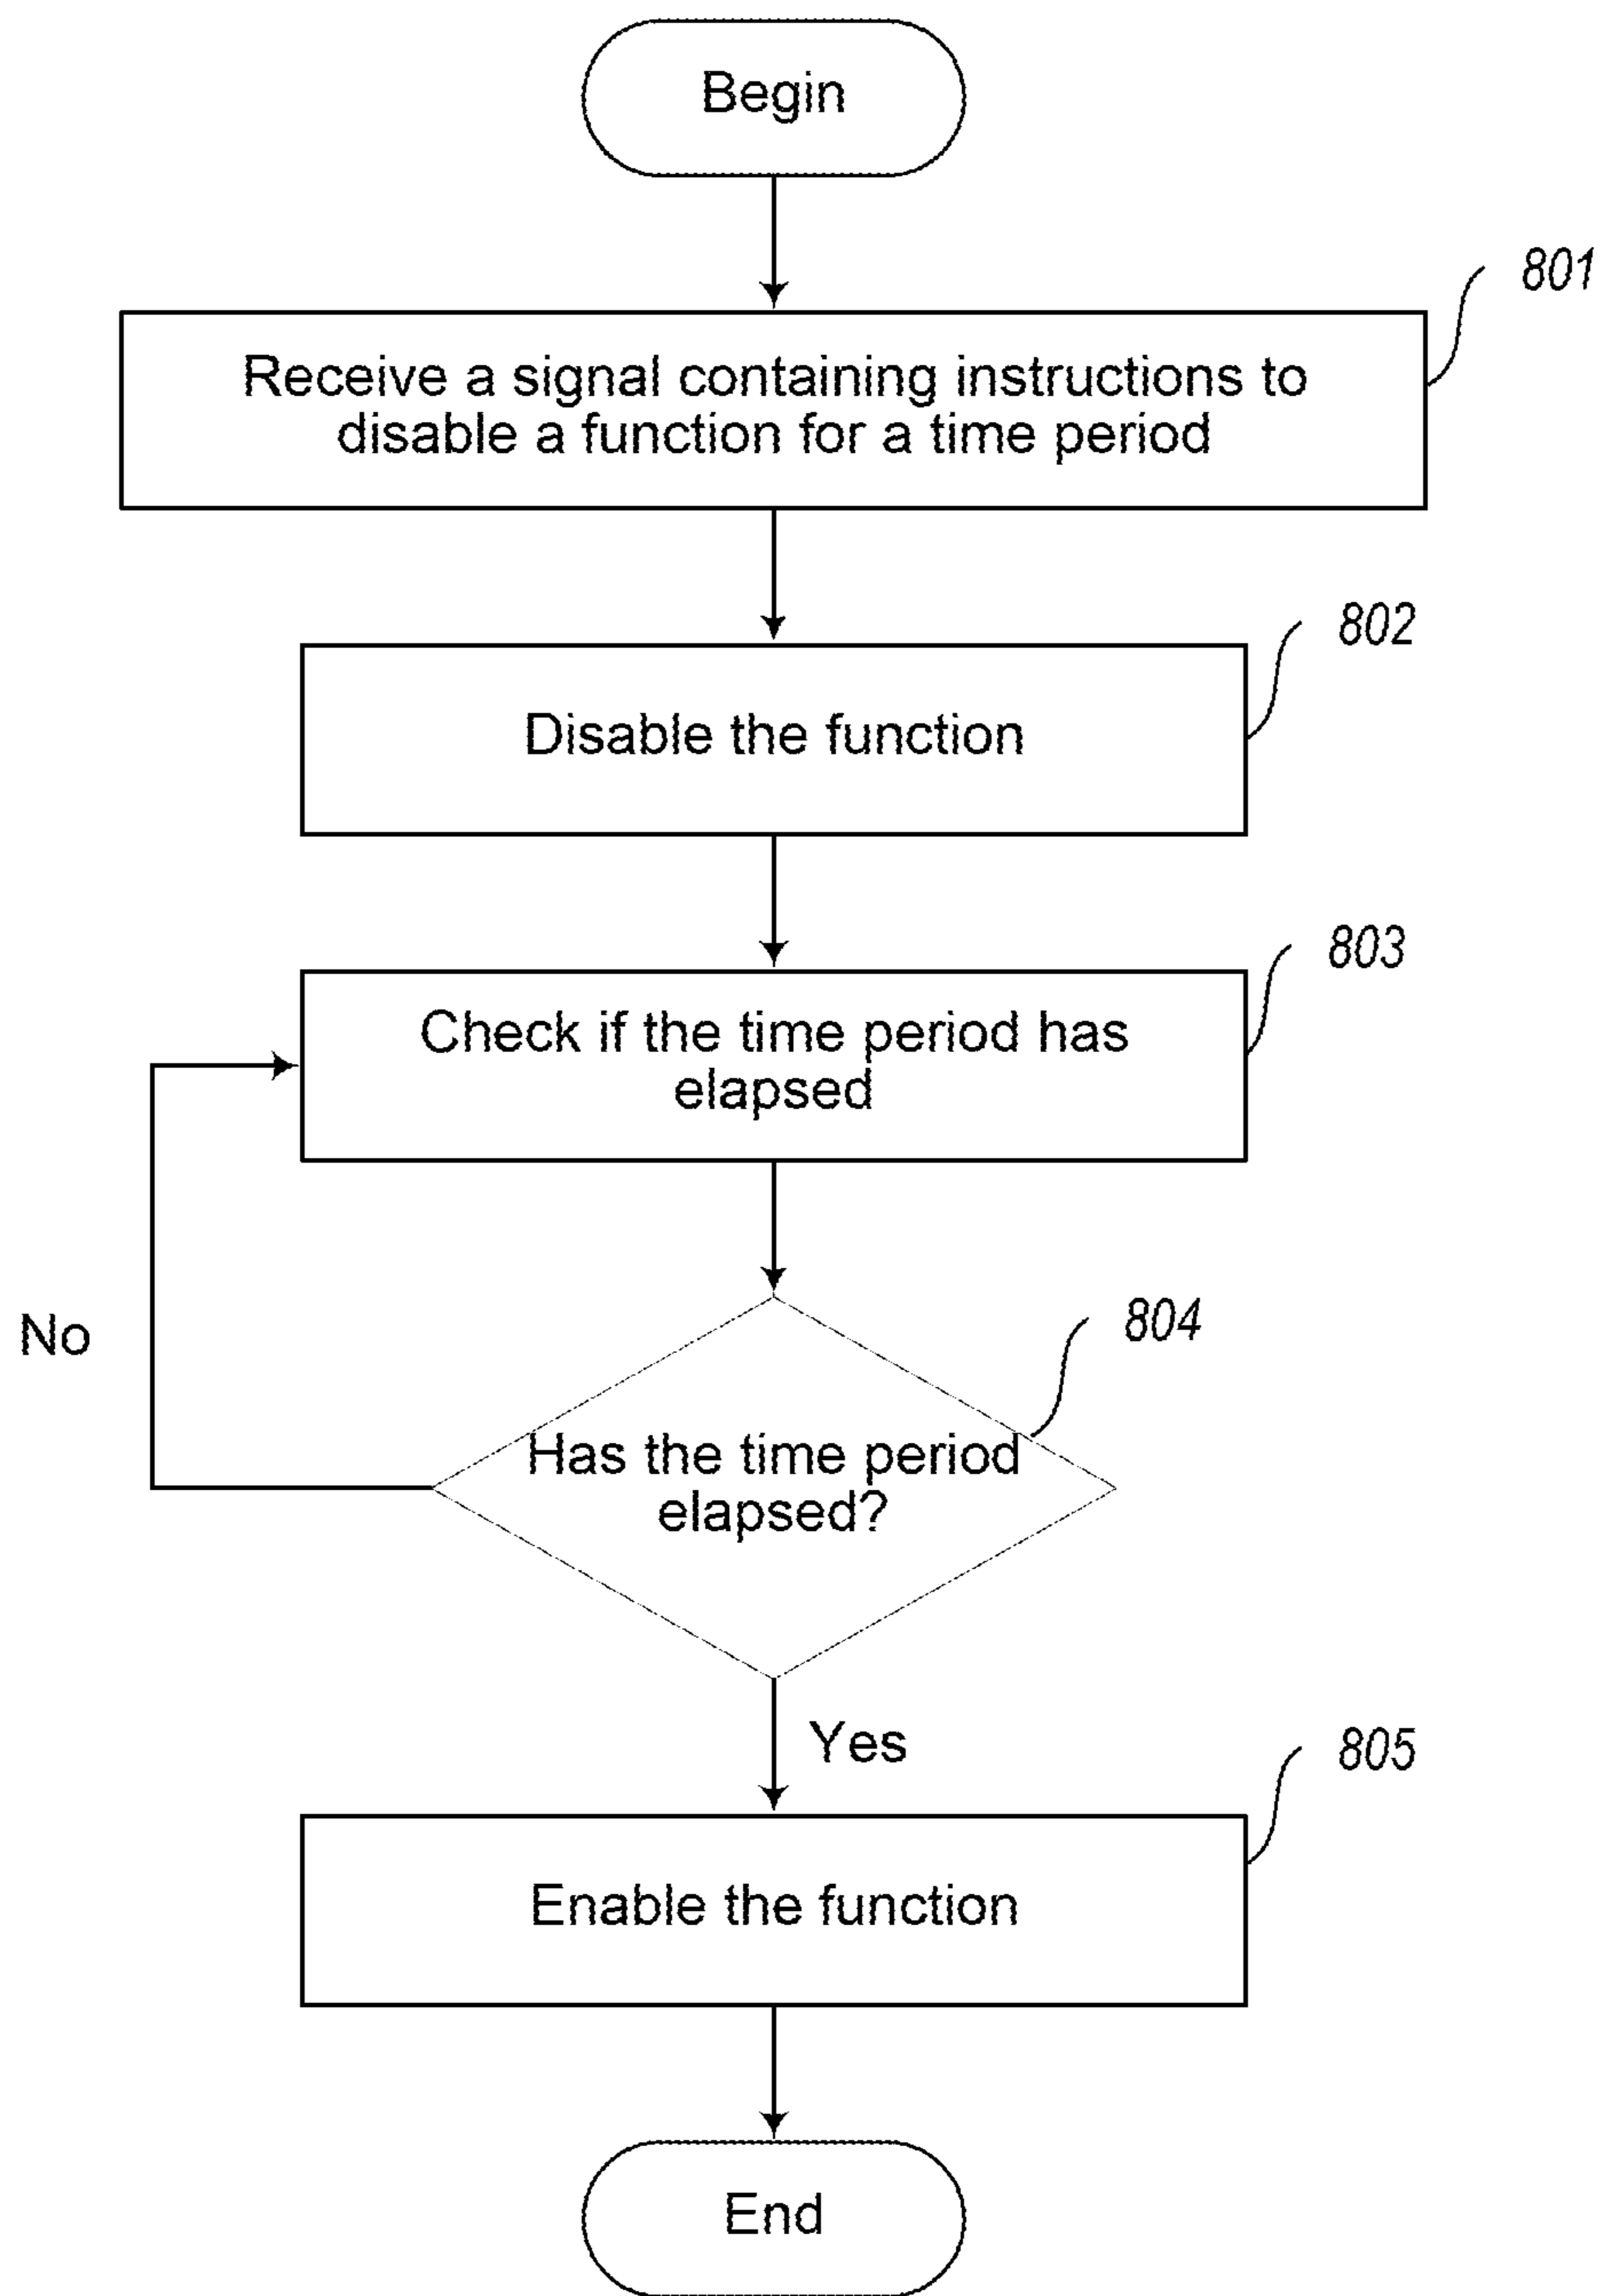 Begin
801
Receive a signal containing instructions to
disable a function for a time period
802
Disable the function
803
Check if the time period has
elapsed
804
No
Has the time period
elapsed?
Yes
805
Enable the function
End